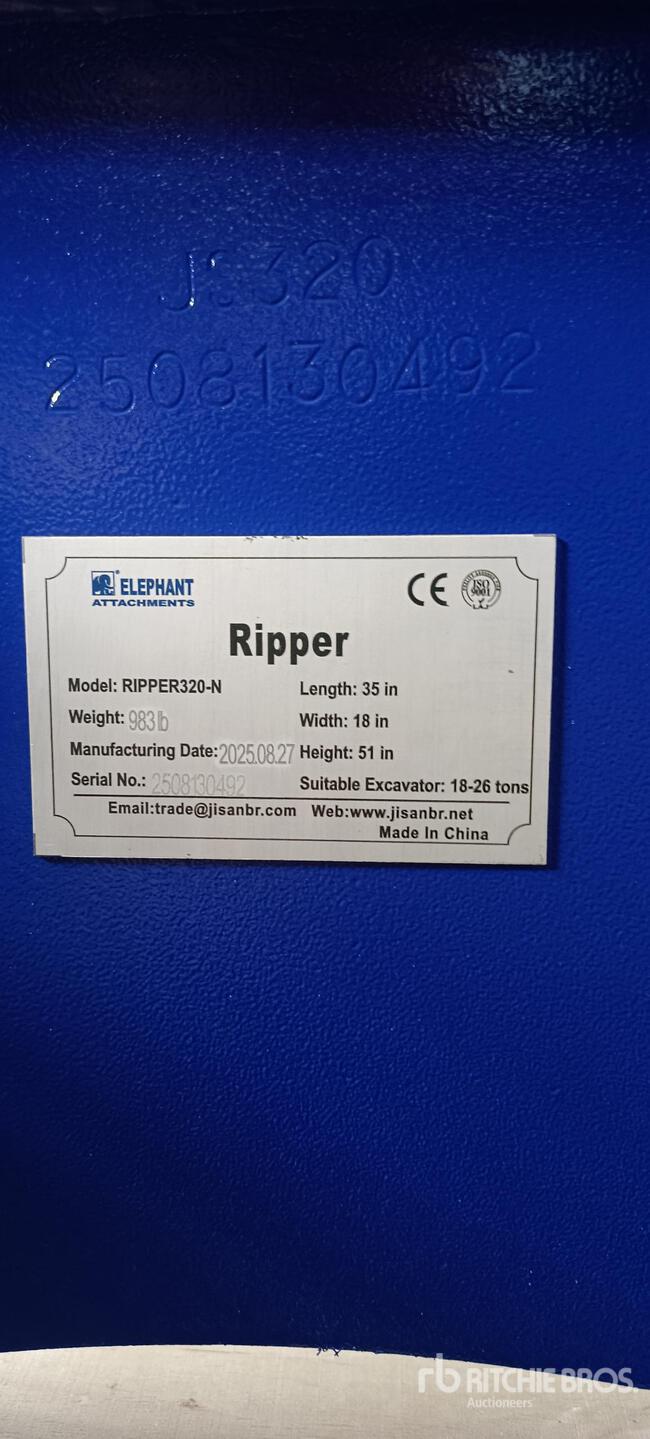 JS320
2508130492
ELEPHANT
ATTACHMENTS
CE
ISO
9001
Ripper
Model: RIPPER320-N
Length: 35 in
Weight: 983 lb
Width: 18 in
Manufacturing Date: 2025.08.27
Height: 51 in
Serial No.: 2508130492
Suitable Excavator: 18-26 tons
Email:trade@jisanbr.com Web:www.jisanbr.net
Made In China
rb RITCHIE BROS.
Auctioneers